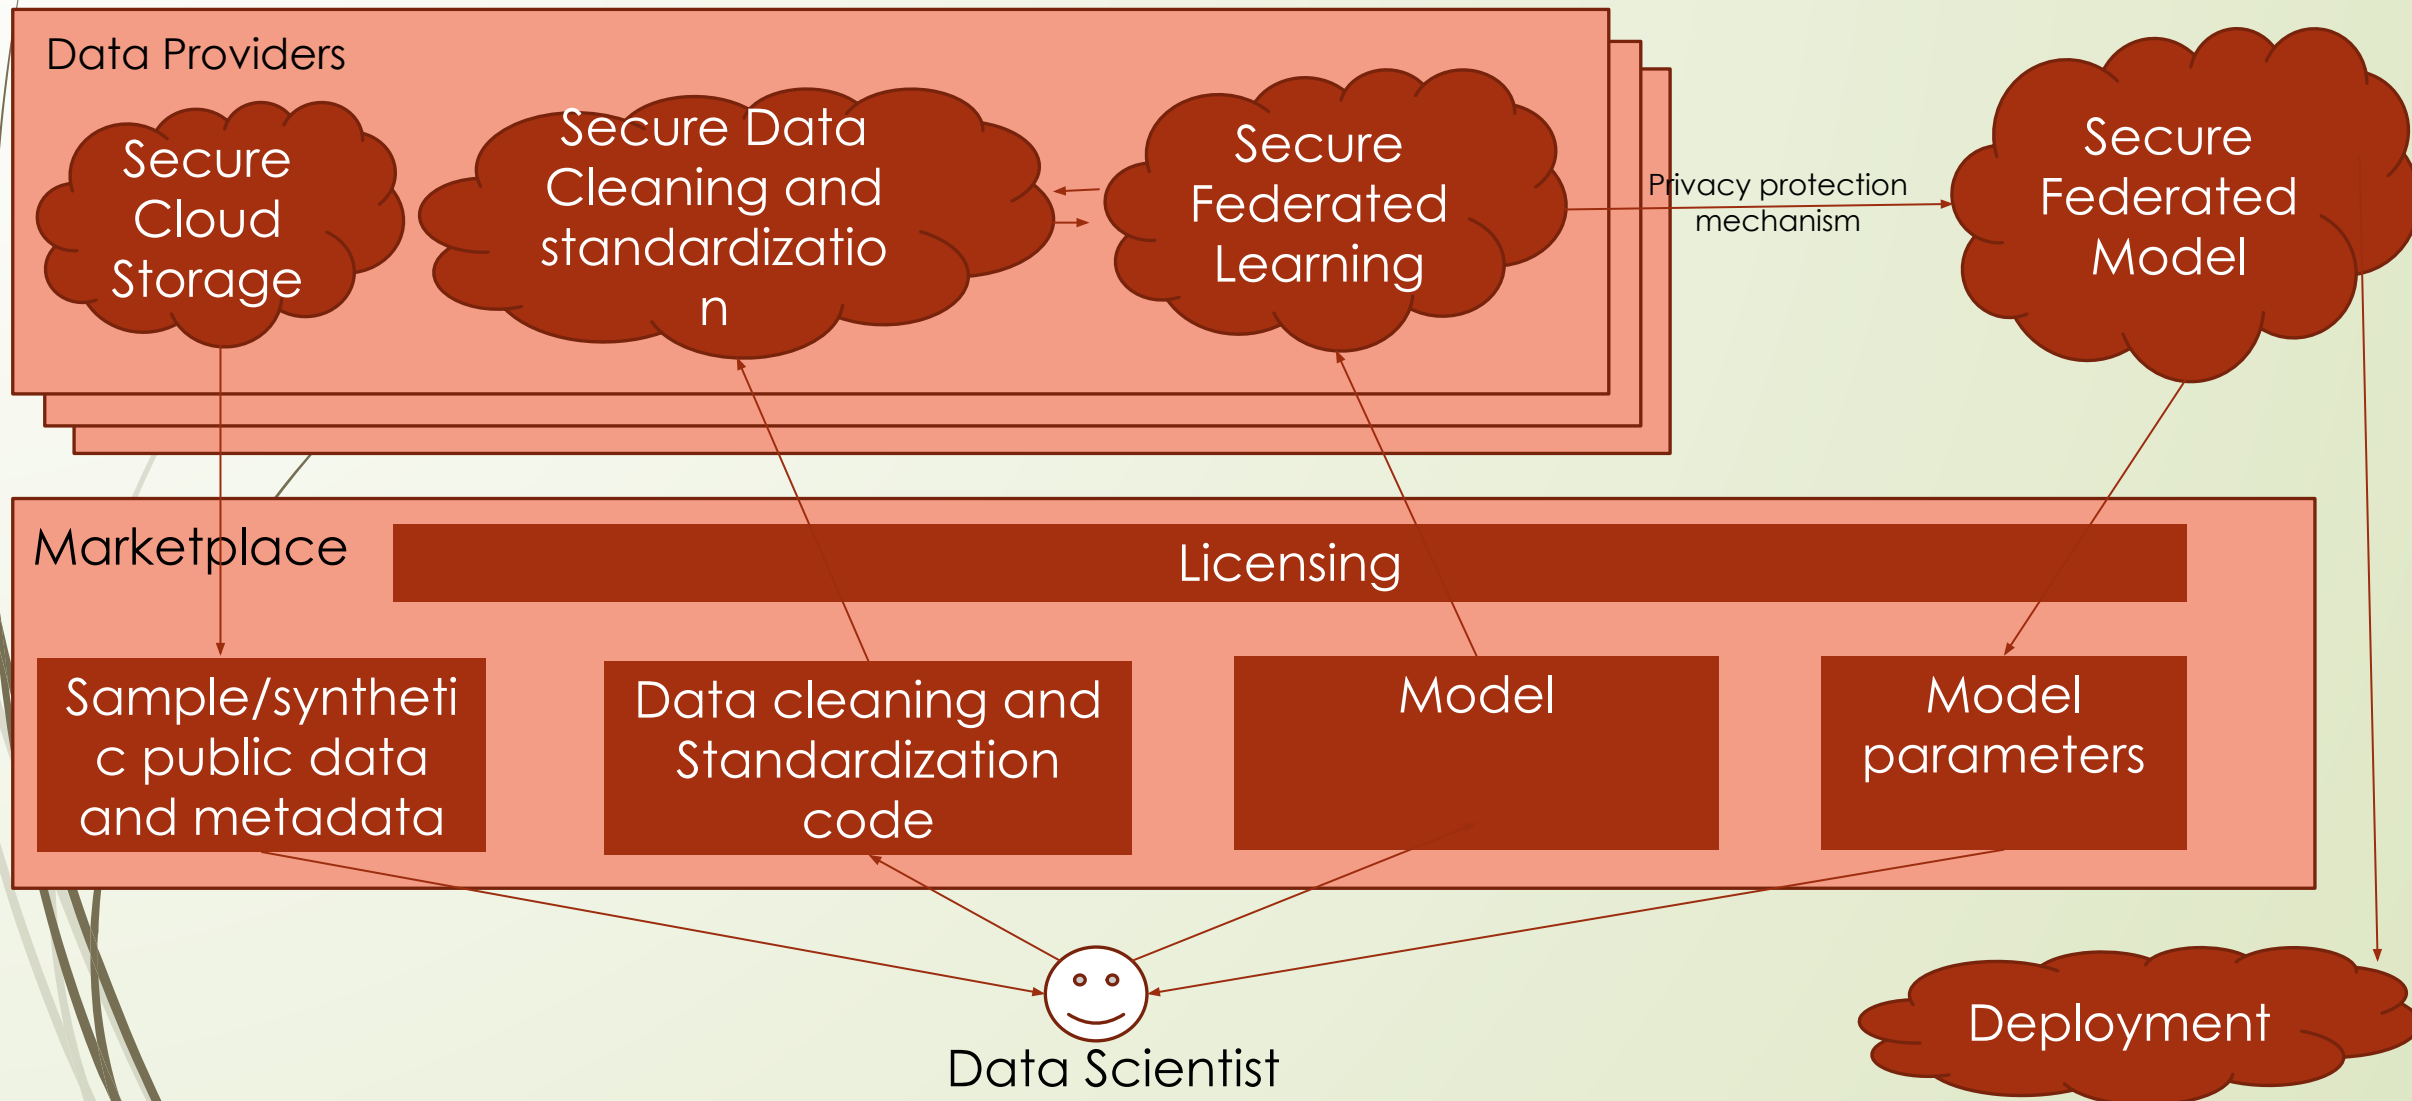 Data Providers
Secure
Cloud
Storage
Secure Data
Cleaning and
standardizatio
n
Secure
Federated
Learning
Privacy protection
mechanism
Secure
Federated
Model
Marketplace
Licensing
Sample/syntheti
c public data
and metadata
Data cleaning and
Standardization
code
Model
Model
parameters
Data Scientist
Deployment